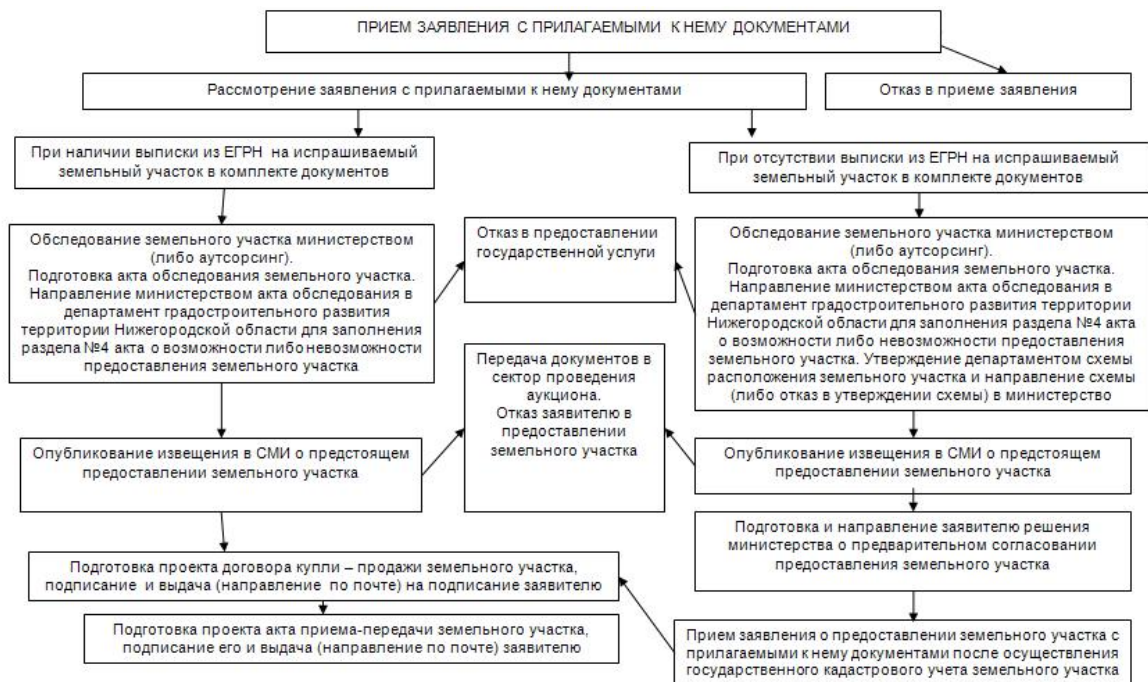 ПРИЕМ ЗАЯВЛЕНИЯ С ПРИЛАГАЕМЫМИ К НЕМУ ДОКУМЕНТАМИ
Рассмотрение заявления с прилагаемыми к нему документами
Отказ в приеме заявления
При наличии выписки из ЕГРН на испрашиваемый
земельный участок в комплекте документов
При отсутствии выписки из ЕГРН на испрашиваемый
земельный участок в комплекте документов
Обследование земельного участка министерством
(либо аутсорсинг).
Подготовка акта обследования земельного участка.
Направление министерством акта обследования в
департамент градостроительного развития
территории Нижегородской области для заполнения
раздела №4 акта о возможности либо невозможности
предоставления земельного участка
Отказ в предоставлении
государственной услуги
Обследование земельного участка министерством
(либо аутсорсинг).
Подготовка акта обследования земельного участка.
Направление министерством акта обследования в
департамент градостроительного развития территории
Нижегородской области для заполнения раздела №4 акта
о возможности либо невозможности предоставления
земельного участка. Утверждение департаментом схемы
расположения земельного участка и направление схемы
(либо отказ в утверждении схемы) в министерство
Передача документов в
сектор проведения
аукциона.
Отказ заявителю в
предоставлении
земельного участка
Опубликование извещения в СМИ о предстоящем
предоставлении земельного участка
Опубликование извещения в СМИ о предстоящем
предоставлении земельного участка
Подготовка и направление заявителю решения
министерства о предварительном согласовании
предоставления земельного участка
Подготовка проекта договора купли – продажи земельного участка,
подписание и выдача (направление по почте) на подписание заявителю
Подготовка проекта акта приема-передачи земельного участка,
подписание его и выдача (направление по почте) заявителю
Прием заявления о предоставлении земельного участка с
прилагаемыми к нему документами после осуществления
государственного кадастрового учета земельного участка